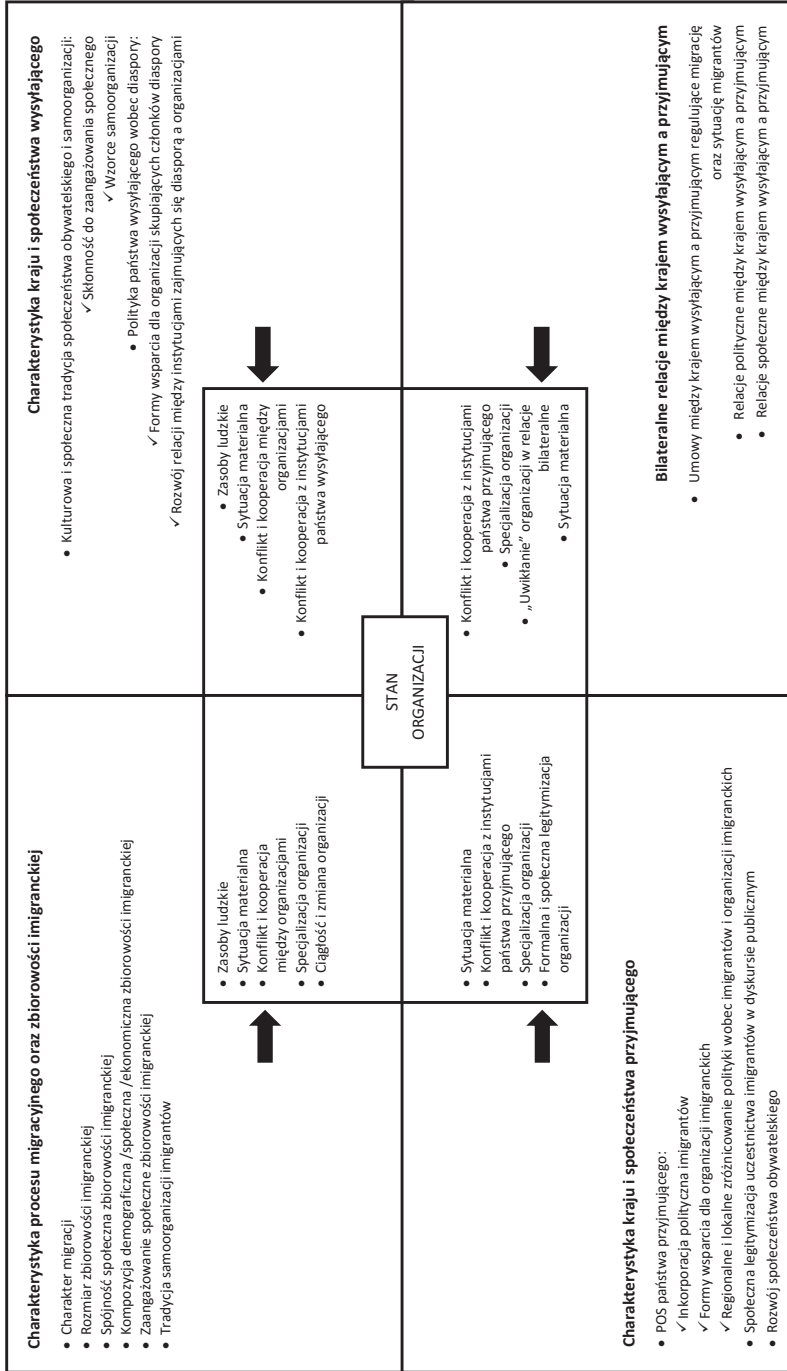 Charakterystyka procesu migracyjnego oraz zbiorowości imigranckiej
• Charakter migracji
• Rozmiar zbiorowości imigranckiej
• Spójność społeczna zbiorowości imigranckiej
• Kompozycja demograficzna /społeczna /ekonomiczna zbiorowości imigranckiej
• Zaangażowanie społeczne zbiorowości imigranckiej
• Tradycja samoorganizacji imigrantów
• Zasoby ludzkie
• Sytuacja materialna
• Konflikt i kooperacja
między organizacjami
• Specjalizacja organizacji
• Ciągłość i zmiana organizacji
Charakterystyka kraju i społeczeństwa wysyłającego
• Kulturowa i społeczna tradycja społeczeństwa obywatelskiego i samoorganizacji:
✓ Skłonność do zaangażowania społecznego
✓ Wzorce samoorganizacji
• Polityka państwa wysyłającego wobec diaspory:
✓ Formy wsparcia dla organizacji skupiających członków diaspory
✓ Rozwój relacji między instytucjami zajmujących się diasporą a organizacjami
• Zasoby ludzkie
• Sytuacja materialna
• Konflikt i kooperacja między
organizacjami
• Konflikt i kooperacja z instytucjami
państwa wysyłającego
STAN
ORGANIZACJI
• Sytuacja materialna
• Konflikt i kooperacja z instytucjami
państwa przyjmującego
• Specjalizacja organizacji
• Formalna i społeczna legitymizacja
organizacji
Charakterystyka kraju i społeczeństwa przyjmującego
• POS państwa przyjmującego:
✓ Inkorporacja polityczna imigrantów
✓ Formy wsparcia dla organizacji imigranckich
✓ Regionalne i lokalne zróżnicowanie polityki wobec imigrantów i organizacji imigranckich
• Społeczna legitymizacja uczestnictwa imigrantów w dyskursie publicznym
• Rozwój społeczeństwa obywatelskiego
• Konflikt i kooperacja z instytucjami
państwa przyjmującego
• Specjalizacja organizacji
• „Uwikłanie” organizacji w relacje
bilateralne
• Sytuacja materialna
Bilateralne relacje między krajem wysyłającym a przyjmującym
• Umowy między krajem wysyłającym a przyjmującym regulujące migrację
oraz sytuację migrantów
• Relacje polityczne między krajem wysyłającym a przyjmującym
• Relacje społeczne między krajem wysyłającym a przyjmującym